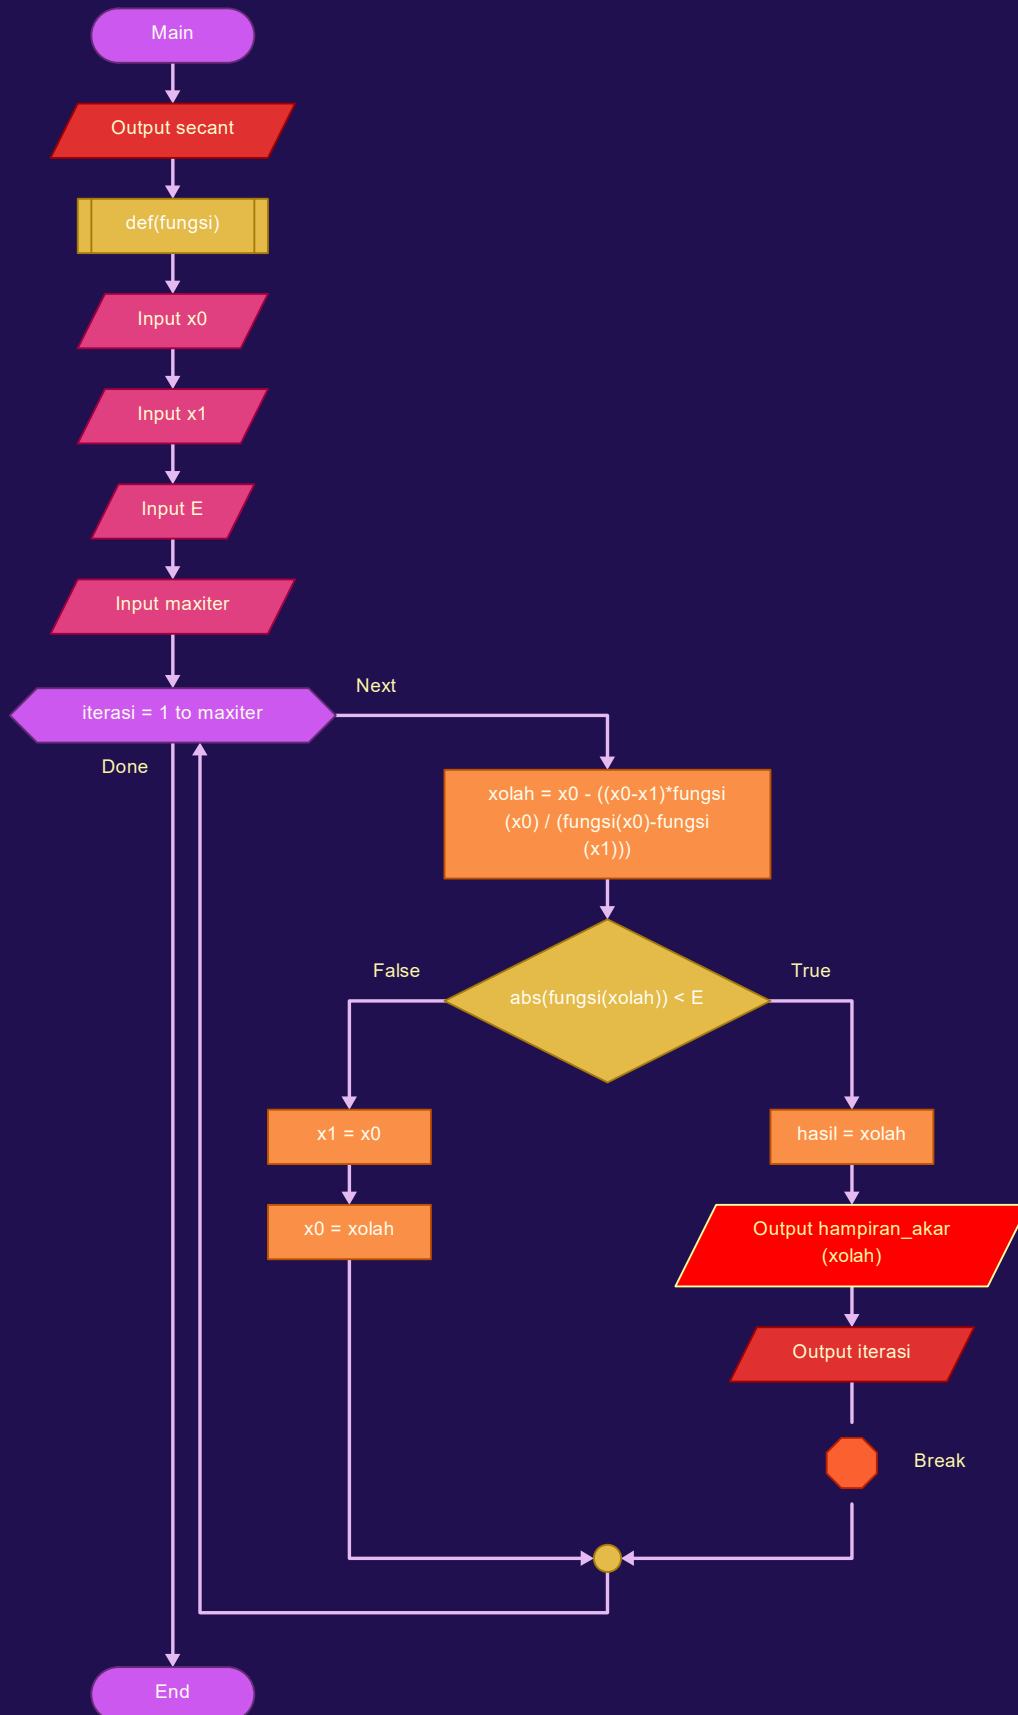 Main
Output secant
def(fungsi)
Input x0
Input x1
Input E
Input maxiter
iterasi = 1 to maxiter
Next
Done
xolah = x0 - ((x0-x1)*fungsi
(x0) / (fungsi(x0)-fungsi
(x1)))
abs(fungsi(xolah)) < E
False
True
x1 = x0
x0 = xolah
hasil = xolah
Output hampiran_akar
(xolah)
Output iterasi
Break
End